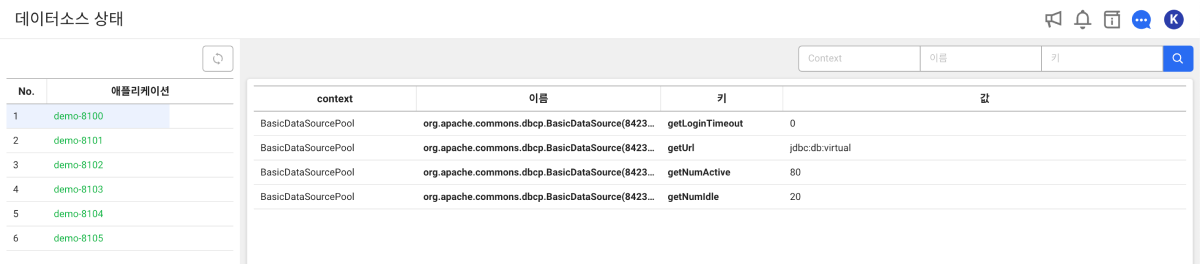 데이터소스 상태
K
Context 이름 키
No. 애플리케이션
1 demo-8100
2 demo-8101
3 demo-8102
4 demo-8103
5 demo-8104
6 demo-8105
context 이름 키 값
BasicDataSourcePool org.apache.commons.dbcp.BasicDataSource(8423... getLoginTimeout 0
BasicDataSourcePool org.apache.commons.dbcp.BasicDataSource(8423... getUrl jdbc:db:virtual
BasicDataSourcePool org.apache.commons.dbcp.BasicDataSource(8423... getNumActive 80
BasicDataSourcePool org.apache.commons.dbcp.BasicDataSource(8423... getNumIdle 20